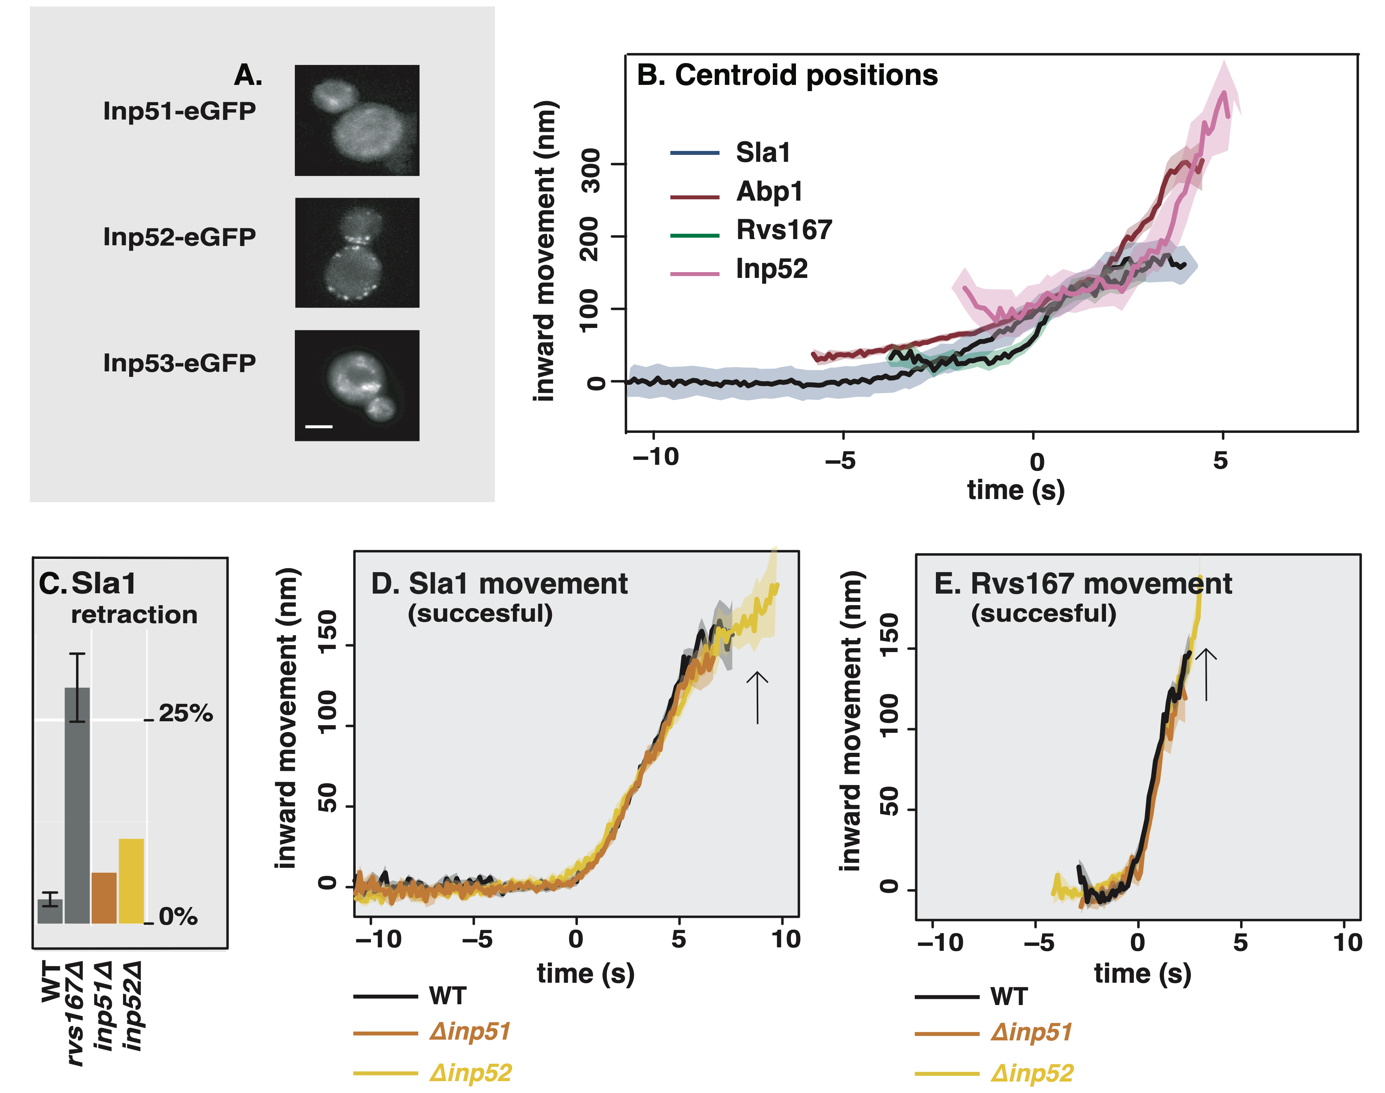 A.
Inp51-eGFP
Inp52-eGFP
Inp53-eGFP
B. Centroid positions
inward movement (nm)
300
200
100
0
Sla1
Abp1
Rvs167
Inp52
−10
−5
0
5
time (s)
C. Sla1
retraction
25%
0%
WT
rvs167Δ
inp51Δ
inp52Δ
D. Sla1 movement
(succesful)
inward movement (nm)
150
100
50
0
−10
−5
0
5
10
time (s)
WT
Δinp51
Δinp52
E. Rvs167 movement
(succesful)
inward movement (nm)
150
100
50
0
−10
−5
0
5
10
time (s)
WT
Δinp51
Δinp52